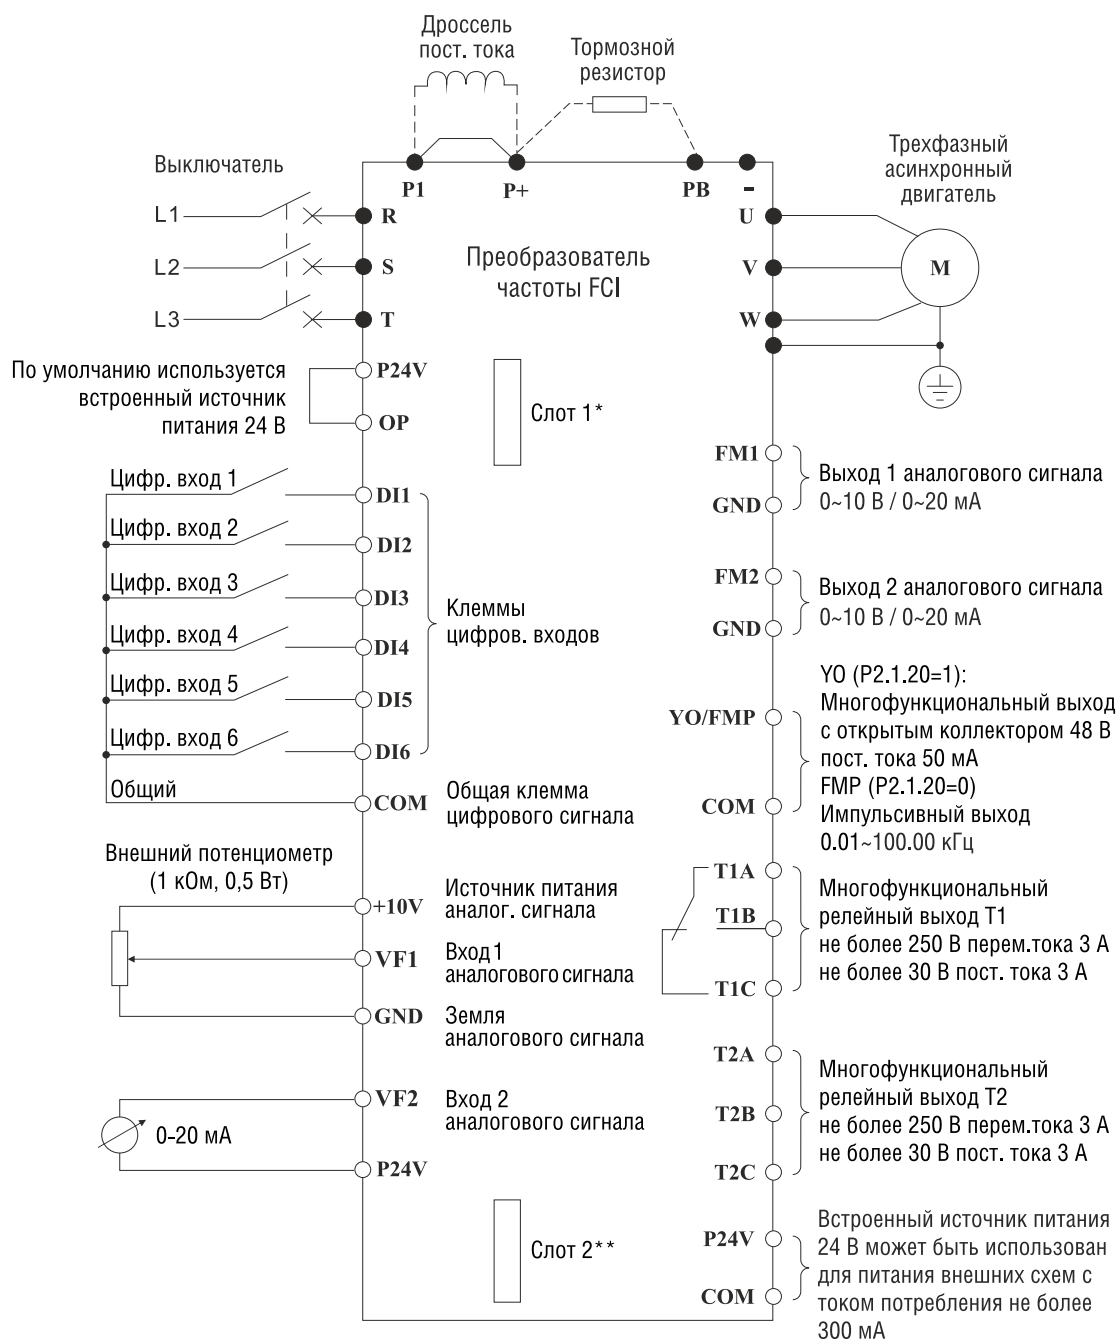 Дроссель
пост. тока
Тормозной
резистор
Выключатель
Трехфазный
асинхронный
двигатель
P1
P+
PB
-
L1
R
U
L2
S
Преобразователь
частоты FCI
V
M
L3
T
W
По умолчанию используется
встроенный источник
питания 24 В
P24V
OP
Слот 1*
FM1
GND
Выход 1 аналогового сигнала
0~10 В / 0~20 мА
Цифр. вход 1
DI1
Цифр. вход 2
DI2
Цифр. вход 3
DI3
Цифр. вход 4
DI4
Цифр. вход 5
DI5
Цифр. вход 6
DI6
Клеммы
цифров. входов
FM2
GND
Выход 2 аналогового сигнала
0~10 В / 0~20 мА
Общий
COM
Общая клемма
цифрового сигнала
YO/FMP
COM
YO (P2.1.20=1):
Многофункциональный выход
с открытым коллектором 48 В
пост. тока 50 мА
FMP (P2.1.20=0)
Импульсивный выход
0.01~100.00 кГц
Внешний потенциометр
(1 кОм, 0,5 Вт)
+10V
Источник питания
аналог. сигнала
VF1
Вход 1
аналогового сигнала
GND
Земля
аналогового сигнала
T1A
T1B
T1C
Многофункциональный
релейный выход T1
не более 250 В перем.тока 3 А
не более 30 В пост. тока 3 А
VF2
Вход 2
аналогового сигнала
0-20 мА
P24V
T2A
T2B
T2C
Многофункциональный
релейный выход T2
не более 250 В перем.тока 3 А
не более 30 В пост. тока 3 А
Слот 2**
P24V
COM
Встроенный источник питания
24 В может быть использован
для питания внешних схем с
током потребления не более
300 мА